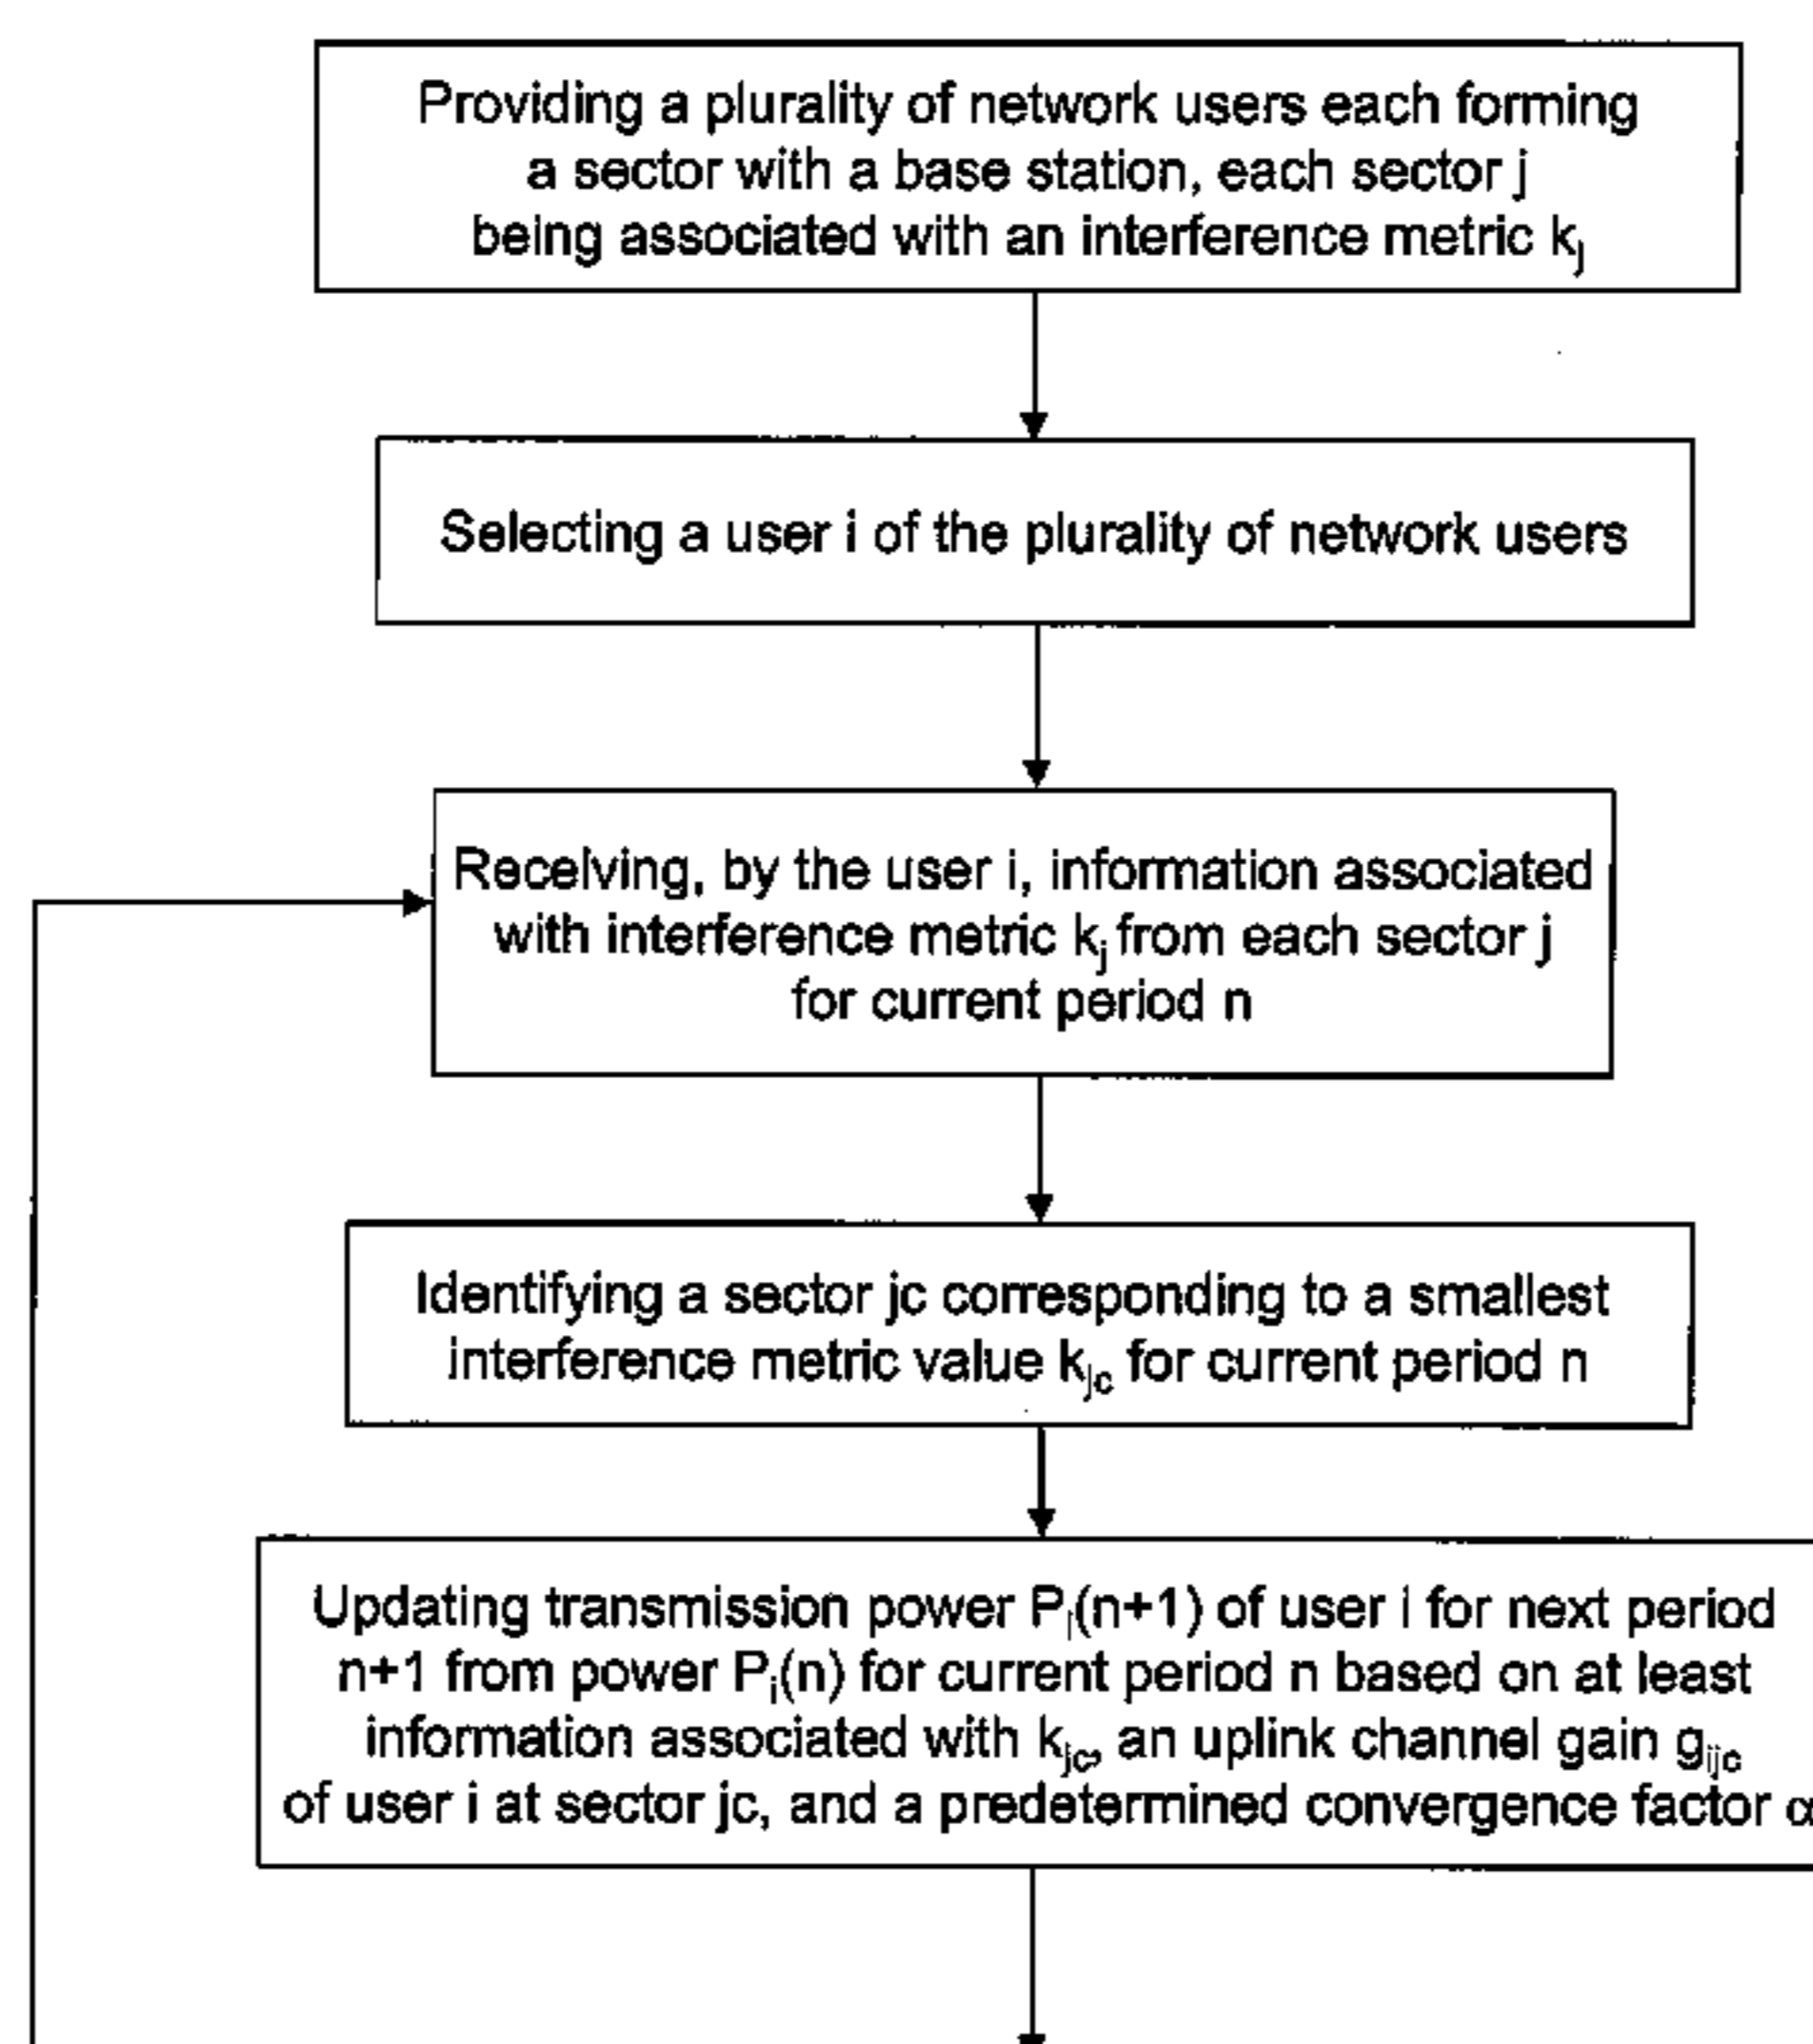 Providing a plurality of network users each forming
a sector with a base station, each sector j
being associated with an interference metric kj
Selecting a user i of the plurality of network users
Receiving, by the user i, information associated
with interference metric kj from each sector j
for current period n
Identifying a sector jc corresponding to a smallest
interference metric value kjc for current period n
Updating transmission power Pi(n+1) of user i for next period
n+1 from power Pi(n) for current period n based on at least
information associated with kjc, an uplink channel gain gijc
of user i at sector jc, and a predetermined convergence factor α